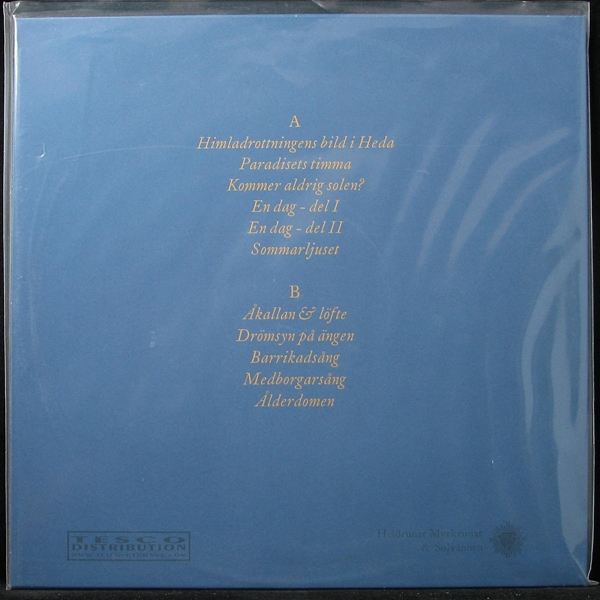 A
Himladrottningens bild i Heda
Paradisets timma
Kommer aldrig solen?
En dag - del I
En dag - del II
Sommarljuset
B
Åkallan & löfte
Drömsyn på ängen
Barrikadsång
Medborgarsång
Ålderdomen
TESCO
DISTRIBUTION
& Solvännen